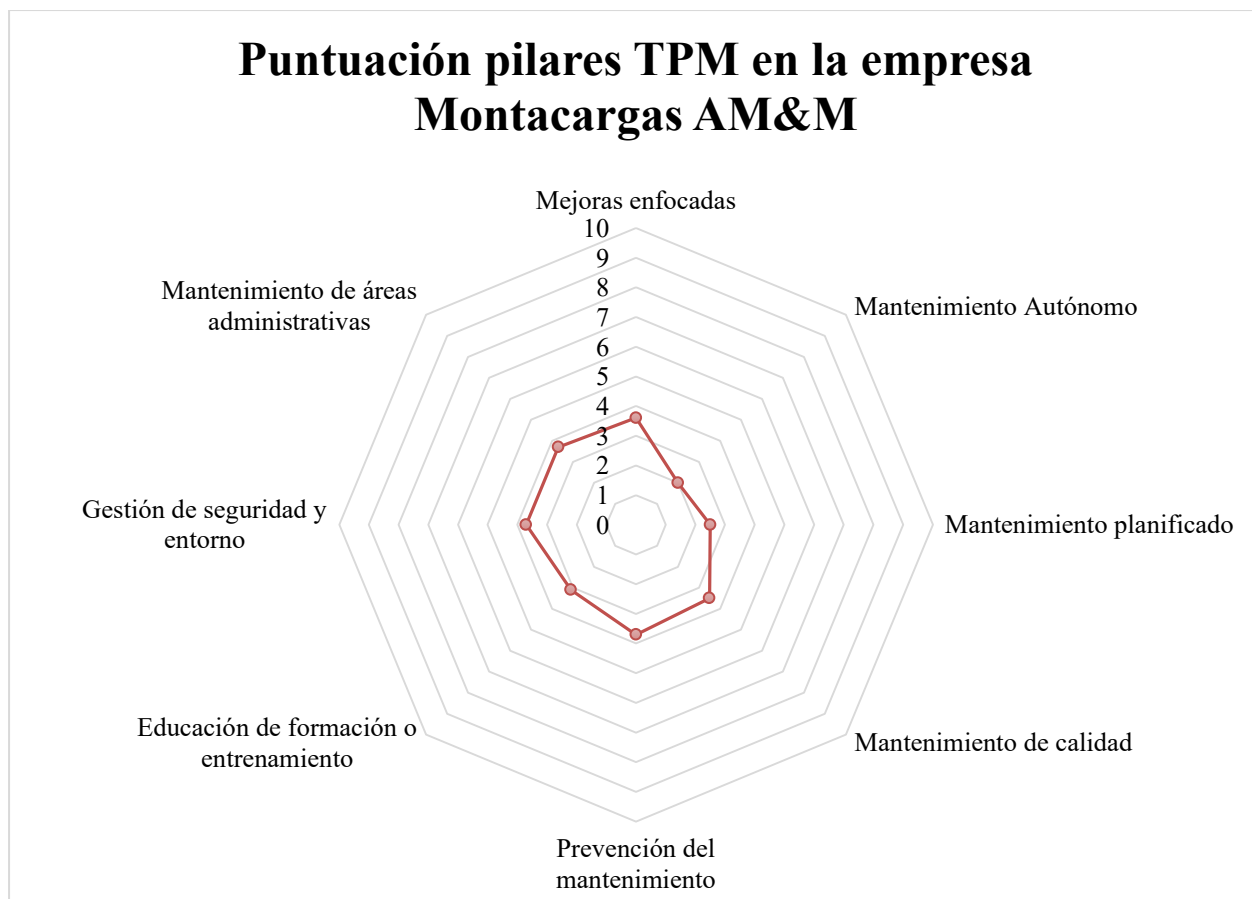 Puntuación pilares TPM en la empresa
Montacargas AM&M
Mejoras enfocadas
10
9
8
7
6
5
4
3
2
1
0
Mantenimiento Autónomo
Mantenimiento planificado
Mantenimiento de calidad
Prevención del
mantenimiento
Educación de formación o
entrenamiento
Gestión de seguridad y
entorno
Mantenimiento de áreas
administrativas